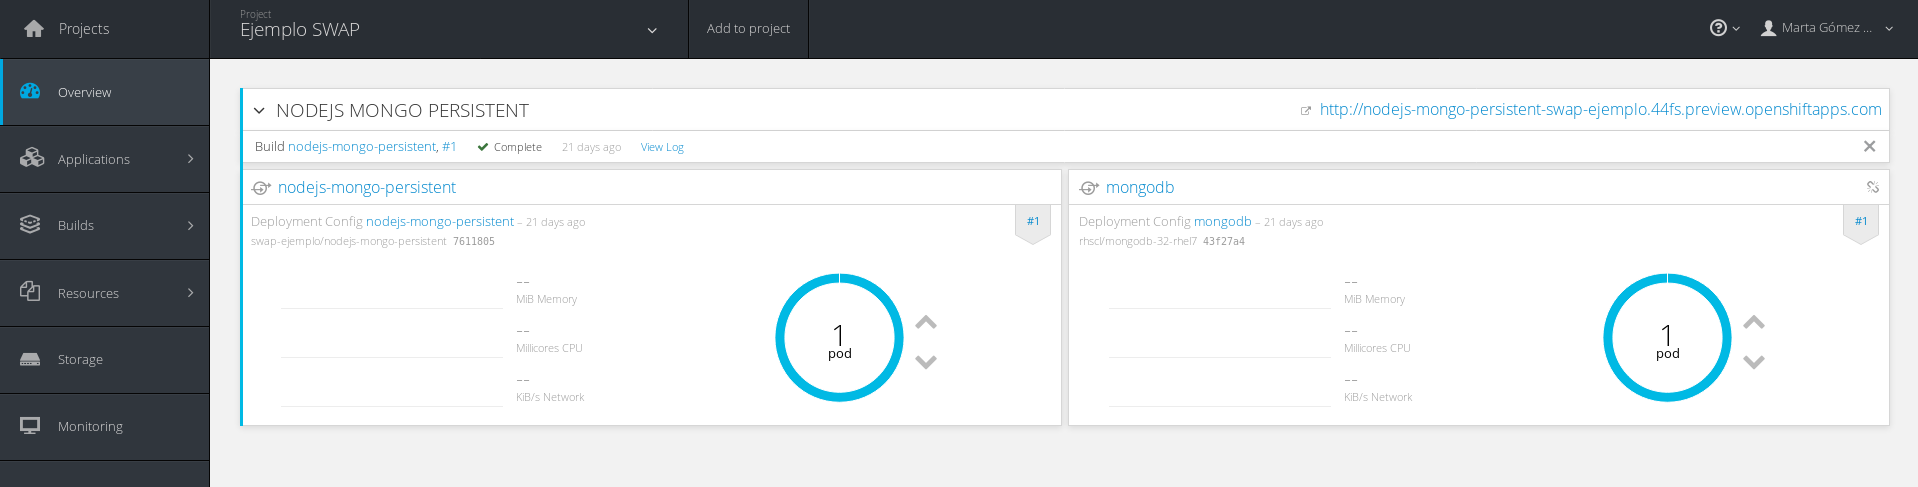 Projects
Project
Ejemplo SWAP
Add to project
Marta Gómez ...
Overview
Applications
Builds
Resources
Storage
Monitoring
NODEJS MONGO PERSISTENT
http://nodejs-mongo-persistent-swap-ejemplo.44fs.preview.openshiftapps.com
Build nodejs-mongo-persistent, #1 Complete 21 days ago View Log
nodejs-mongo-persistent
Deployment Config nodejs-mongo-persistent – 21 days ago
#1
swap-ejemplo/nodejs-mongo-persistent 7611805
--
MiB Memory
--
Millicores CPU
--
KiB/s Network
1
pod
mongodb
Deployment Config mongodb – 21 days ago
#1
rhscl/mongodb-32-rhel7 43f27a4
--
MiB Memory
--
Millicores CPU
--
KiB/s Network
1
pod